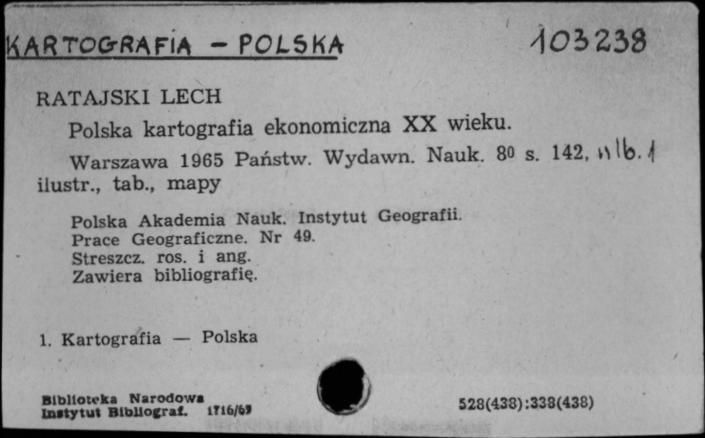 KARTOGRAFIA – POLSKA 103238
RATAJSKI LECH
Polska kartografia ekonomiczna XX wieku.
Warszawa 1965 Państw. Wydawn. Nauk. 8⁰ s. 142, nlb. 1
ilustr., tab., mapy
Polska Akademia Nauk. Instytut Geografii.
Prace Geograficzne. Nr 49.
Streszcz. ros. i ang.
Zawiera bibliografię.
1. Kartografia — Polska
Biblioteka Narodowa
Instytut Bibliograf. 1716/69
528(438):338(438)